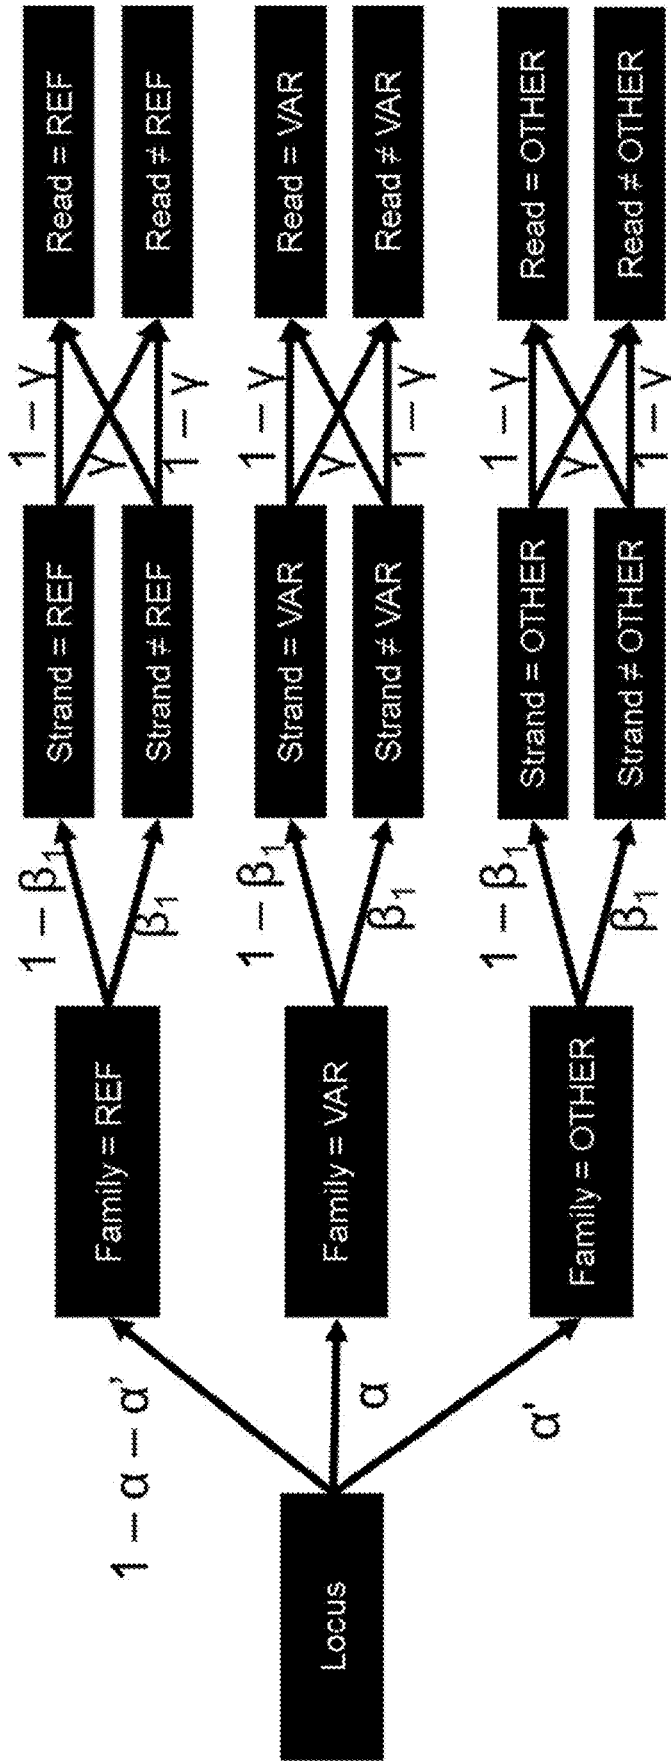 Locus
1 – α – α'
α
α'
Family = REF
Family = VAR
Family = OTHER
1 – β₁
β₁
1 – β₁
β₁
1 – β₁
β₁
Strand = REF
Strand ≠ REF
Strand = VAR
Strand ≠ VAR
Strand = OTHER
Strand ≠ OTHER
1 – γ
γ
1 – γ
1 – γ
γ
1 – γ
1 – γ
γ
1 – γ
Read = REF
Read ≠ REF
Read = VAR
Read ≠ VAR
Read = OTHER
Read ≠ OTHER